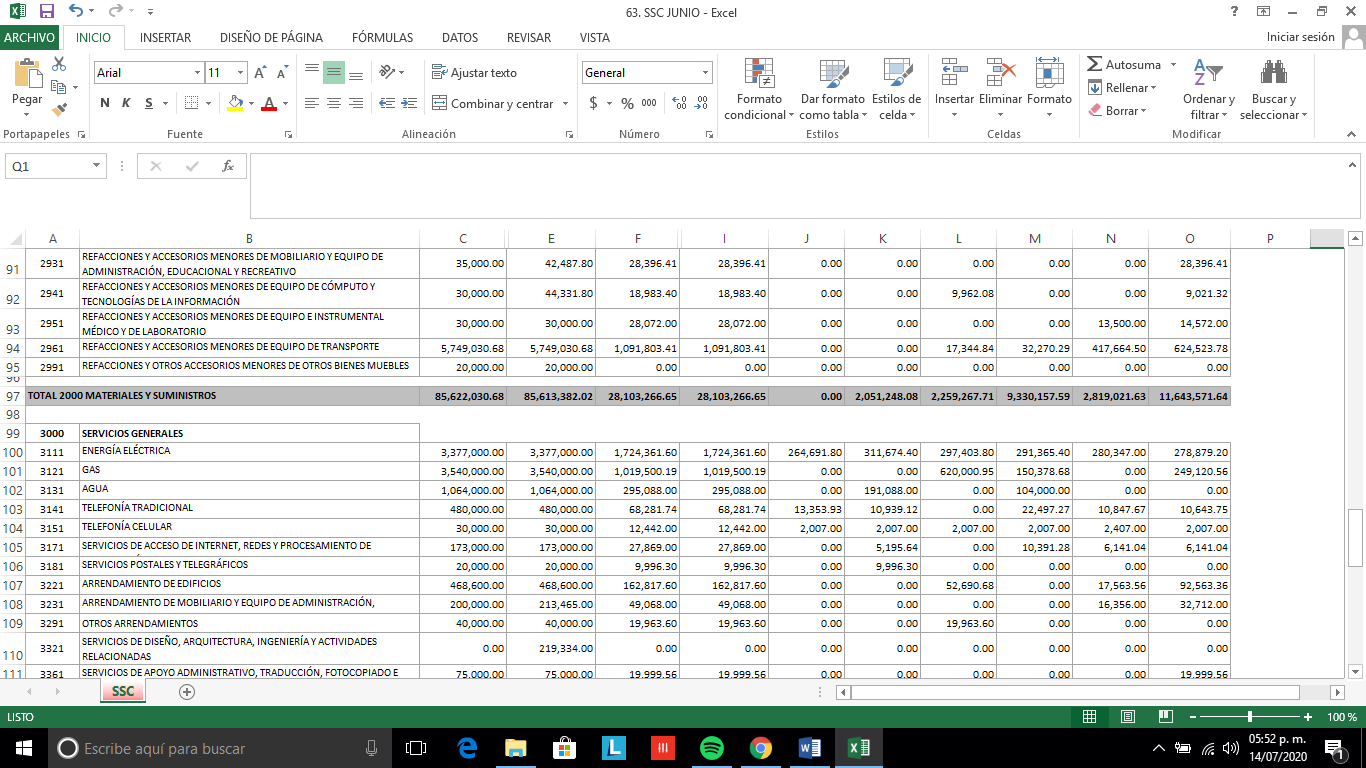 63. SSC JUNIO - Excel
ARCHIVO INICIO INSERTAR DISEÑO DE PÁGINA FÓRMULAS DATOS REVISAR VISTA Iniciar sesión
Arial 11 Ajustar texto General Autosuma
Rellenar
Pegar N K S A Combinar y centrar $ % 000 Formato condicional Dar formato como tabla Estilos de celda Insertar Eliminar Formato Borrar Ordenar y filtrar Buscar y seleccionar
Portapapeles Fuente Alineación Número Estilos Celdas Modificar
Q1 fx
A B C E F I J K L M N O P
91 2931 REFACCIONES Y ACCESORIOS MENORES DE MOBILIARIO Y EQUIPO DE ADMINISTRACIÓN, EDUCACIONAL Y RECREATIVO 35,000.00 42,487.80 28,396.41 28,396.41 0.00 0.00 0.00 0.00 0.00 28,396.41
92 2941 REFACCIONES Y ACCESORIOS MENORES DE EQUIPO DE CÓMPUTO Y TECNOLOGÍAS DE LA INFORMACIÓN 30,000.00 44,331.80 18,983.40 18,983.40 0.00 0.00 9,962.08 0.00 0.00 9,021.32
93 2951 REFACCIONES Y ACCESORIOS MENORES DE EQUIPO E INSTRUMENTAL MÉDICO Y DE LABORATORIO 30,000.00 30,000.00 28,072.00 28,072.00 0.00 0.00 0.00 0.00 13,500.00 14,572.00
94 2961 REFACCIONES Y ACCESORIOS MENORES DE EQUIPO DE TRANSPORTE 5,749,030.68 5,749,030.68 1,091,803.41 1,091,803.41 0.00 0.00 17,344.84 32,270.29 417,664.50 624,523.78
95 2991 REFACCIONES Y OTROS ACCESORIOS MENORES DE OTROS BIENES MUEBLES 20,000.00 20,000.00 0.00 0.00 0.00 0.00 0.00 0.00 0.00 0.00
96
97 TOTAL 2000 MATERIALES Y SUMINISTROS 85,622,030.68 85,613,382.02 28,103,266.65 28,103,266.65 0.00 2,051,248.08 2,259,267.71 9,330,157.59 2,819,021.63 11,643,571.64
98
99 3000 SERVICIOS GENERALES
100 3111 ENERGÍA ELÉCTRICA 3,377,000.00 3,377,000.00 1,724,361.60 1,724,361.60 264,691.80 311,674.40 297,403.80 291,365.40 280,347.00 278,879.20
101 3121 GAS 3,540,000.00 3,540,000.00 1,019,500.19 1,019,500.19 0.00 0.00 620,000.95 150,378.68 0.00 249,120.56
102 3131 AGUA 1,064,000.00 1,064,000.00 295,088.00 295,088.00 0.00 191,088.00 0.00 104,000.00 0.00 0.00
103 3141 TELEFONÍA TRADICIONAL 480,000.00 480,000.00 68,281.74 68,281.74 13,353.93 10,939.12 0.00 22,497.27 10,847.67 10,643.75
104 3151 TELEFONÍA CELULAR 30,000.00 30,000.00 12,442.00 12,442.00 2,007.00 2,007.00 2,007.00 2,007.00 2,407.00 2,007.00
105 3171 SERVICIOS DE ACCESO DE INTERNET, REDES Y PROCESAMIENTO DE 173,000.00 173,000.00 27,869.00 27,869.00 0.00 5,195.64 0.00 10,391.28 6,141.04 6,141.04
106 3181 SERVICIOS POSTALES Y TELEGRÁFICOS 20,000.00 20,000.00 9,996.30 9,996.30 0.00 9,996.30 0.00 0.00 0.00 0.00
107 3221 ARRENDAMIENTO DE EDIFICIOS 468,600.00 468,600.00 162,817.60 162,817.60 0.00 0.00 52,690.68 0.00 17,563.56 92,563.36
108 3231 ARRENDAMIENTO DE MOBILIARIO Y EQUIPO DE ADMINISTRACIÓN, 200,000.00 213,465.00 49,068.00 49,068.00 0.00 0.00 0.00 0.00 16,356.00 32,712.00
109 3291 OTROS ARRENDAMIENTOS 40,000.00 40,000.00 19,963.60 19,963.60 0.00 0.00 19,963.60 0.00 0.00 0.00
110 3321 SERVICIOS DE DISEÑO, ARQUITECTURA, INGENIERÍA Y ACTIVIDADES RELACIONADAS 0.00 219,334.00 0.00 0.00 0.00 0.00 0.00 0.00 0.00 0.00
111 3361 SERVICIOS DE APOYO ADMINISTRATIVO, TRADUCCIÓN, FOTOCOPIADO E 75,000.00 75,000.00 19,999.56 19,999.56 0.00 0.00 0.00 0.00 0.00 19,999.56
SSC
LISTO 100 %
Escribe aquí para buscar
05:52 p. m.
14/07/2020
1